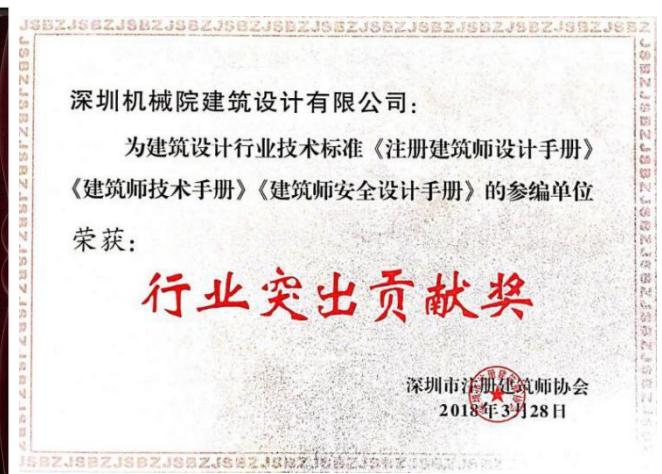 JSBZJSBZJSBZJSBZJSBZJSBZJSBZJSBZJSBZJSBZJSBZ
深圳机械院建筑设计有限公司：
为建筑设计行业技术标准《注册建筑师设计手册》
《建筑师技术手册》《建筑师安全设计手册》的参编单位
荣获：
行业突出贡献奖
深圳市注册建筑师协会
2018年3月28日